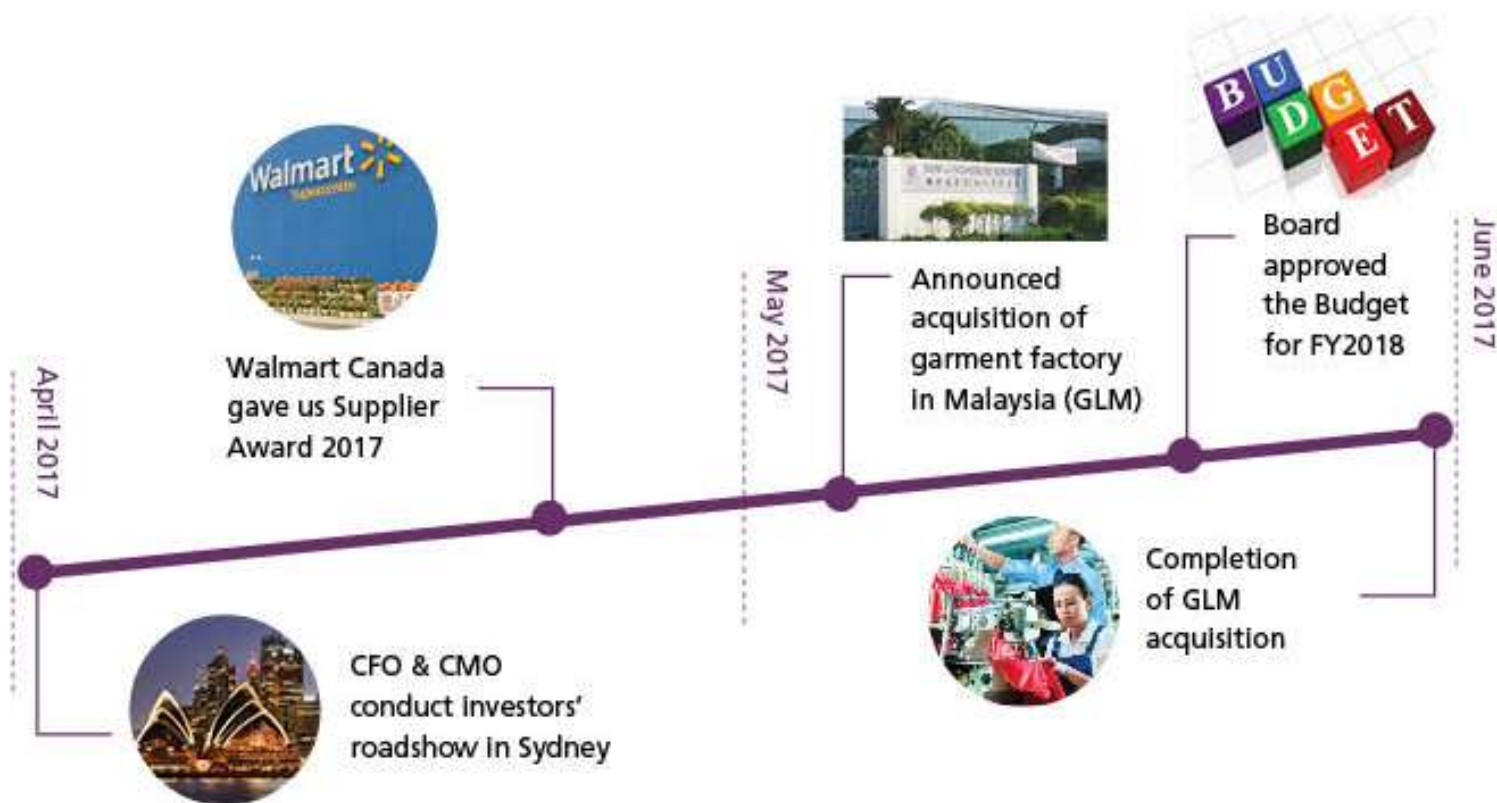 BUDGET
Walmart
Supercentre
April 2017
Walmart Canada
gave us Supplier
Award 2017
CFO & CMO
conduct investors’
roadshow in Sydney
May 2017
Announced
acquisition of
garment factory
in Malaysia (GLM)
Board
approved
the Budget
for FY2018
Completion
of GLM
acquisition
June 2017